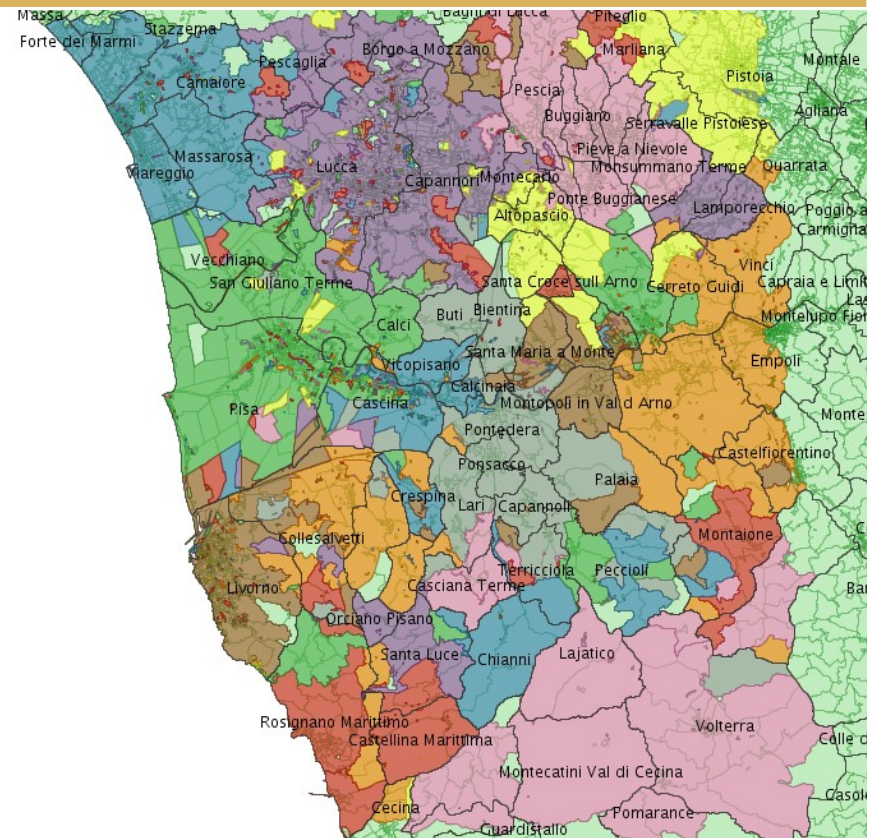 Massa
Bagni di Lucca
Piteglio
Forte dei Marmi
Stazzema
Borgo a Mozzano
Marliana
Montale
Pescaglia
Camaiore
Pescia
Pistoia
Buggiano
Agliana
Serravalle Pistoiese
Massarosa
Lucca
Pieve a Nievole
Viareggio
Capannori
Montecarlo
Monsummano Terme
Quarrata
Ponte Buggianese
Altopascio
Lamporecchio
Poggio a
Carmigna
Vecchiano
Vinci
San Giuliano Terme
Santa Croce sull Arno
Cerreto Guidi
Capraia e Limit
Las
Calci
Buti
Bientina
Montelupo Fior
Santa Maria a Monte
Vicopisano
Empoli
Calcinaia
Pisa
Cascina
Montopoli in Val d Arno
Monte
Pontedera
Castelfiorentino
Ponsacco
Palaia
Crespina
Lari
Capannoli
Collesalvetti
Montaione
Terricciola
Peccioli
Livorno
Casciana Terme
Bar
Orciano Pisano
Santa Luce
Chianni
Lajatico
Rosignano Marittimo
Volterra
Castellina Marittima
Colle d
Montecatini Val di Cecina
Casole
Cecina
Pomarance
Guardistallo